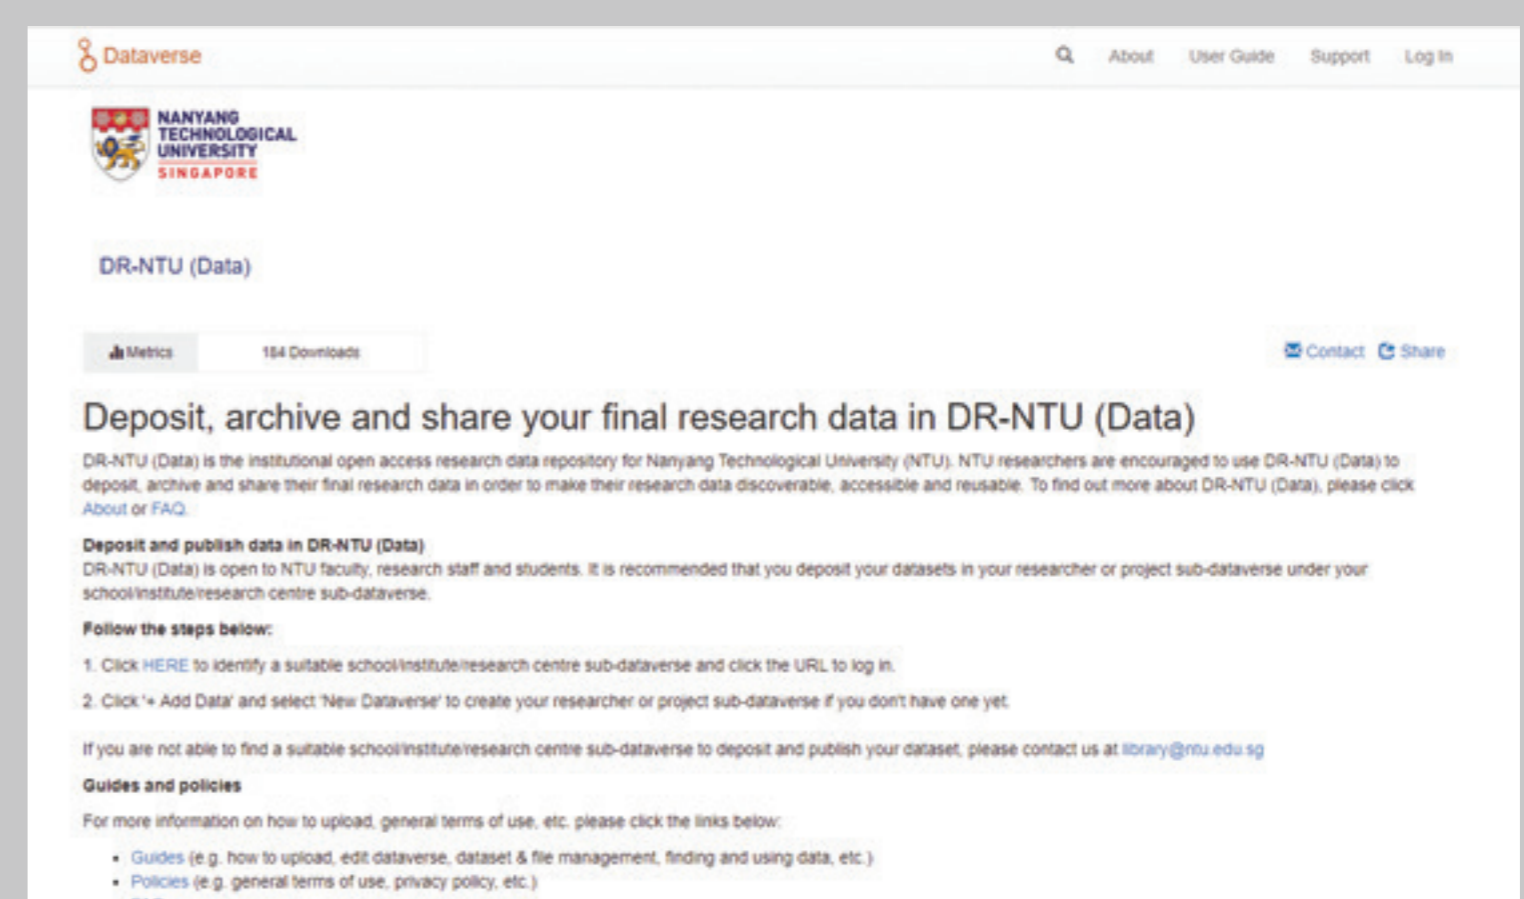 Dataverse
About User Guide Support Log In
NANYANG
TECHNOLOGICAL
UNIVERSITY
SINGAPORE
DR-NTU (Data)
Metrics 184 Downloads Contact Share
Deposit, archive and share your final research data in DR-NTU (Data)
DR-NTU (Data) is the institutional open access research data repository for Nanyang Technological University (NTU). NTU researchers are encouraged to use DR-NTU (Data) to
deposit, archive and share their final research data in order to make their research data discoverable, accessible and reusable. To find out more about DR-NTU (Data), please click
About or FAQ.
Deposit and publish data in DR-NTU (Data)
DR-NTU (Data) is open to NTU faculty, research staff and students. It is recommended that you deposit your datasets in your researcher or project sub-dataverse under your
school/institute/research centre sub-dataverse.
Follow the steps below:
1. Click HERE to identify a suitable school/institute/research centre sub-dataverse and click the URL to log in.
2. Click '+ Add Data' and select 'New Dataverse' to create your researcher or project sub-dataverse if you don't have one yet.
If you are not able to find a suitable school/institute/research centre sub-dataverse to deposit and publish your dataset, please contact us at library@ntu.edu.sg
Guides and policies
For more information on how to upload, general terms of use, etc. please click the links below:
• Guides (e.g. how to upload, edit dataverse, dataset & file management, finding and using data, etc.)
• Policies (e.g. general terms of use, privacy policy, etc.)